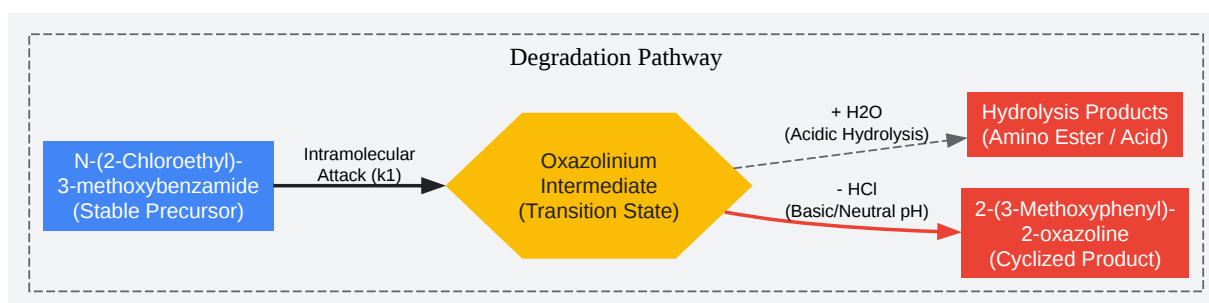 Degradation Pathway
N-(2-Chloroethyl)-
3-methoxybenzamide
(Stable Precursor)
Intramolecular
Attack (k1)
Oxazolinium
Intermediate
(Transition State)
+ H2O
(Acidic Hydrolysis)
Hydrolysis Products
(Amino Ester / Acid)
- HCl
(Basic/Neutral pH)
2-(3-Methoxyphenyl)-
2-oxazoline
(Cyclized Product)